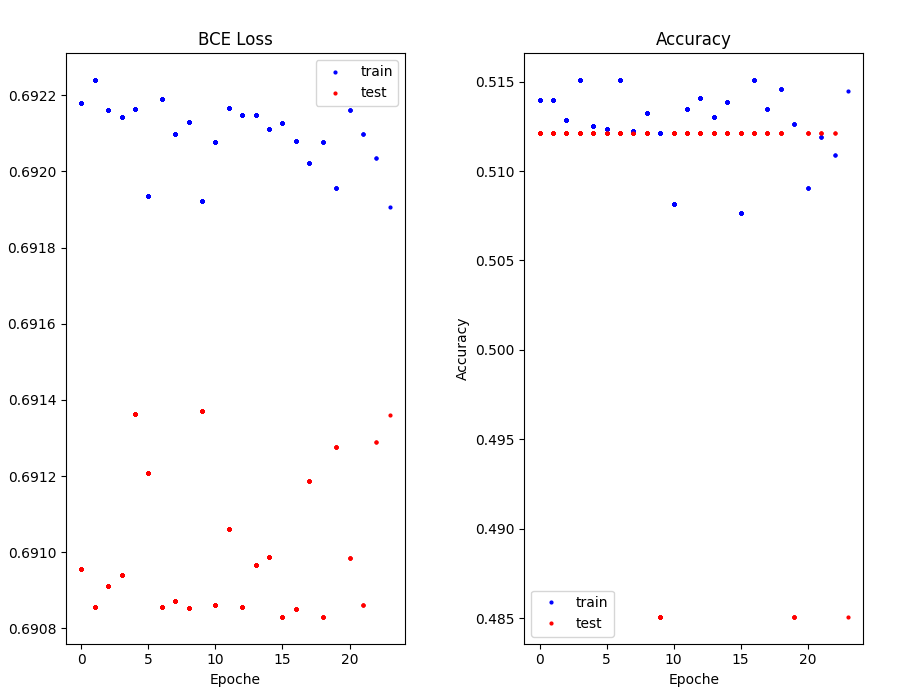 BCE Loss
train
test
0.6922
0.6920
0.6918
0.6916
0.6914
0.6912
0.6910
0.6908
0 5 10 15 20
Epoche
Accuracy
0.515
0.510
0.505
0.500
0.495
0.490
0.485
Accuracy
train
test
0 5 10 15 20
Epoche